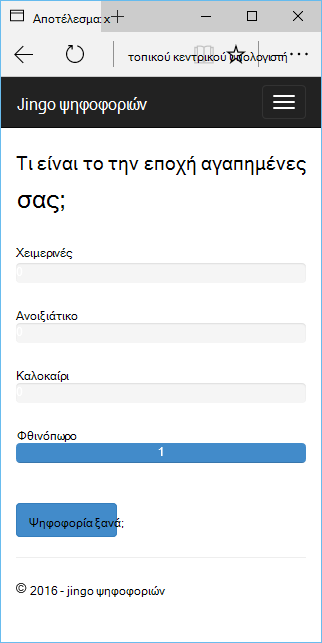 Αποτέλεσμα: x
τοπικού κεντρικού υπολογιστή
Jingo ψηφοφοριών
Τι είναι το την εποχή αγαπημένες
σας;
Χειμερινές
0
Ανοιξιάτικο
0
Καλοκαίρι
0
Φθινόπωρο
1
Ψηφοφορία ξανά;
© 2016 - jingo ψηφοφοριών